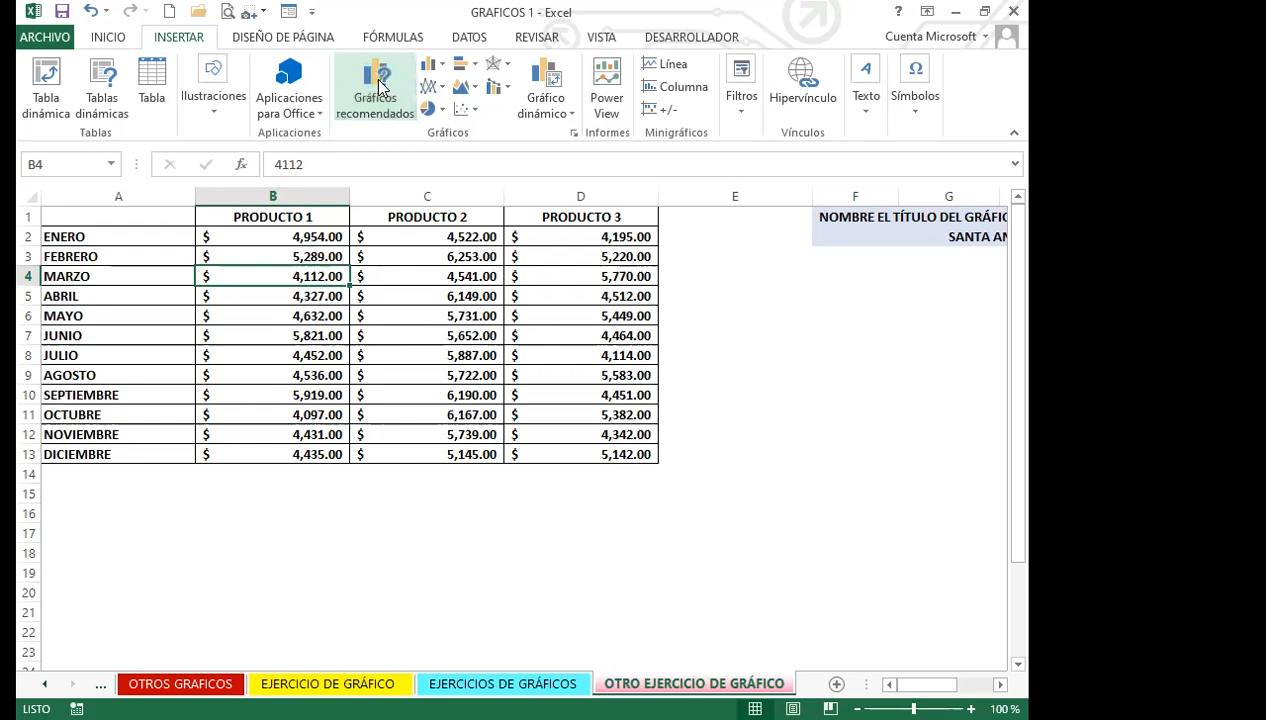 GRAFICOS 1 - Excel
ARCHIVO INICIO INSERTAR DISEÑO DE PÁGINA FÓRMULAS DATOS REVISAR VISTA DESARROLLADOR Cuenta Microsoft
Tabla dinámica
Tablas dinámicas
Tabla
Ilustraciones
Aplicaciones para Office
Gráficos recomendados
Gráfico dinámico
Power View
Línea
Columna
+/-
Filtros
Hipervínculo
Texto
Símbolos
Tablas Aplicaciones Gráficos Informes Minigráficos Vínculos
B4 fx 4112
A B C D E F G
1 PRODUCTO 1 PRODUCTO 2 PRODUCTO 3 NOMBRE EL TÍTULO DEL GRÁFIC
2 ENERO $ 4,954.00 $ 4,522.00 $ 4,195.00 SANTA AN
3 FEBRERO $ 5,289.00 $ 6,253.00 $ 5,220.00
4 MARZO $ 4,112.00 $ 4,541.00 $ 5,770.00
5 ABRIL $ 4,327.00 $ 6,149.00 $ 4,512.00
6 MAYO $ 4,632.00 $ 5,731.00 $ 5,449.00
7 JUNIO $ 5,821.00 $ 5,652.00 $ 4,464.00
8 JULIO $ 4,452.00 $ 5,887.00 $ 4,114.00
9 AGOSTO $ 4,536.00 $ 5,722.00 $ 5,583.00
10 SEPTIEMBRE $ 5,919.00 $ 6,190.00 $ 4,451.00
11 OCTUBRE $ 4,097.00 $ 6,167.00 $ 5,382.00
12 NOVIEMBRE $ 4,431.00 $ 5,739.00 $ 4,342.00
13 DICIEMBRE $ 4,435.00 $ 5,145.00 $ 5,142.00
14
15
16
17
18
19
20
21
22
23
... OTROS GRAFICOS EJERCICIO DE GRÁFICO EJERCICIOS DE GRÁFICOS OTRO EJERCICIO DE GRÁFICO
LISTO 100 %